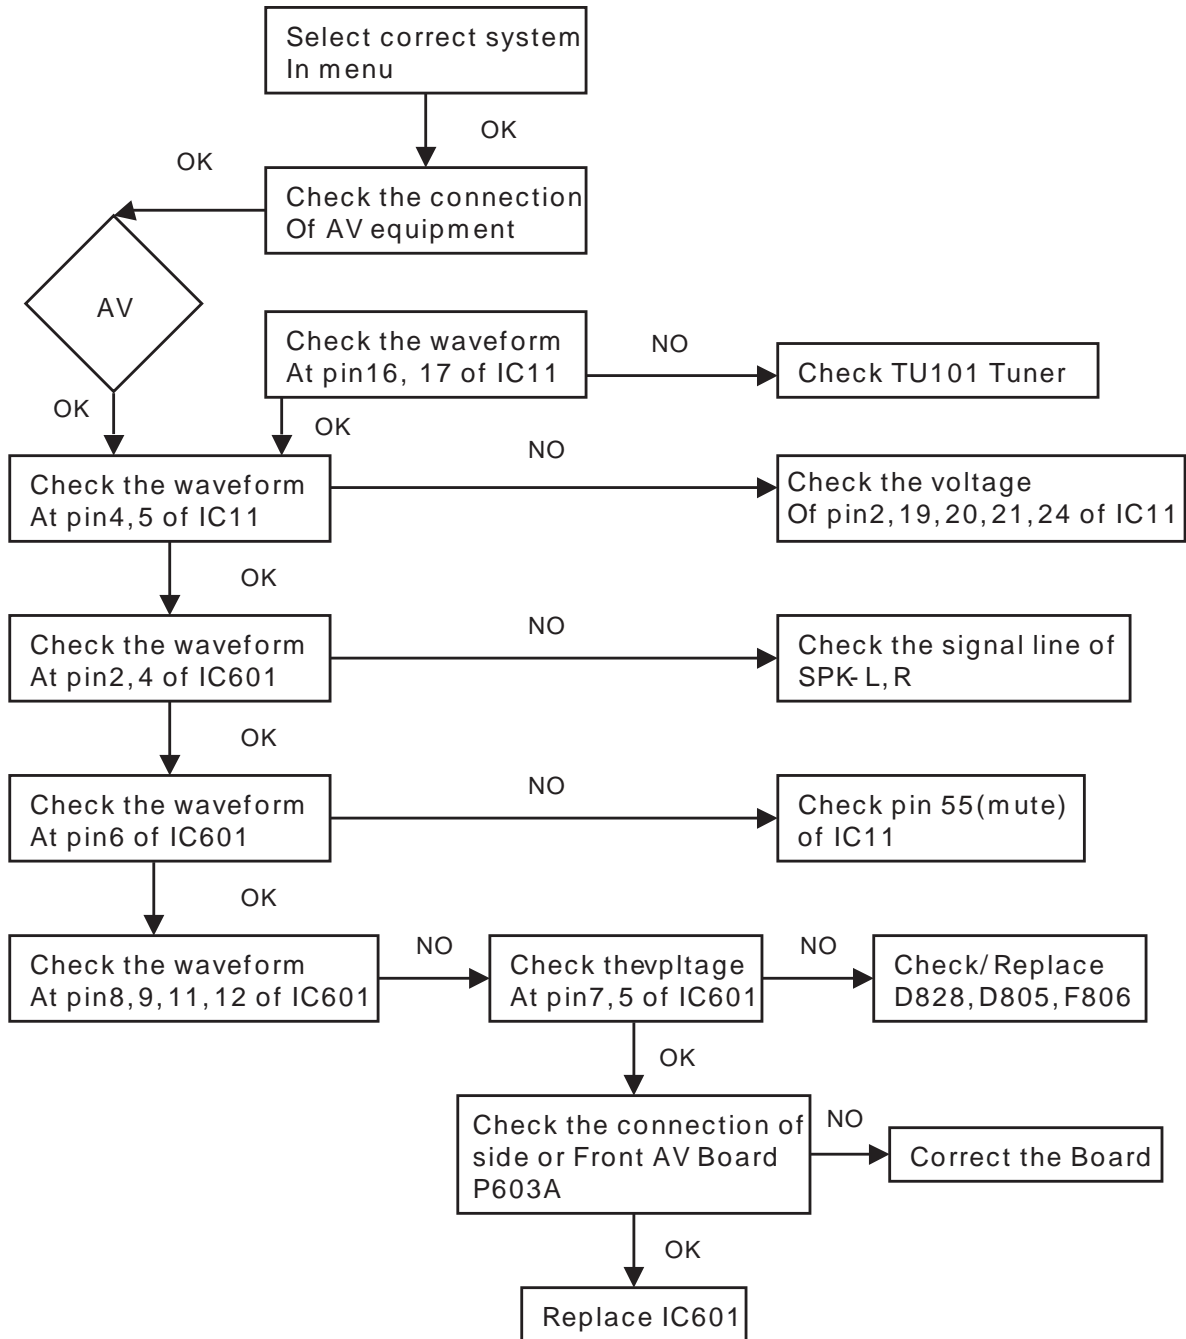 Select correct system
In menu
OK
OK
Check the connection
Of AV equipment
AV
Check the waveform
At pin16, 17 of IC11
NO
Check TU101 Tuner
OK
OK
Check the waveform
At pin4,5 of IC11
NO
Check the voltage
Of pin2,19,20,21,24 of IC11
OK
Check the waveform
At pin2,4 of IC601
NO
Check the signal line of
SPK-L,R
OK
Check the waveform
At pin6 of IC601
NO
Check pin 55(mute)
of IC11
OK
Check the waveform
At pin8,9,11,12 of IC601
NO
Check thevpltage
At pin7,5 of IC601
NO
Check/Replace
D828,D805,F806
OK
Check the connection of
side or Front AV Board
P603A
NO
Correct the Board
OK
Replace IC601